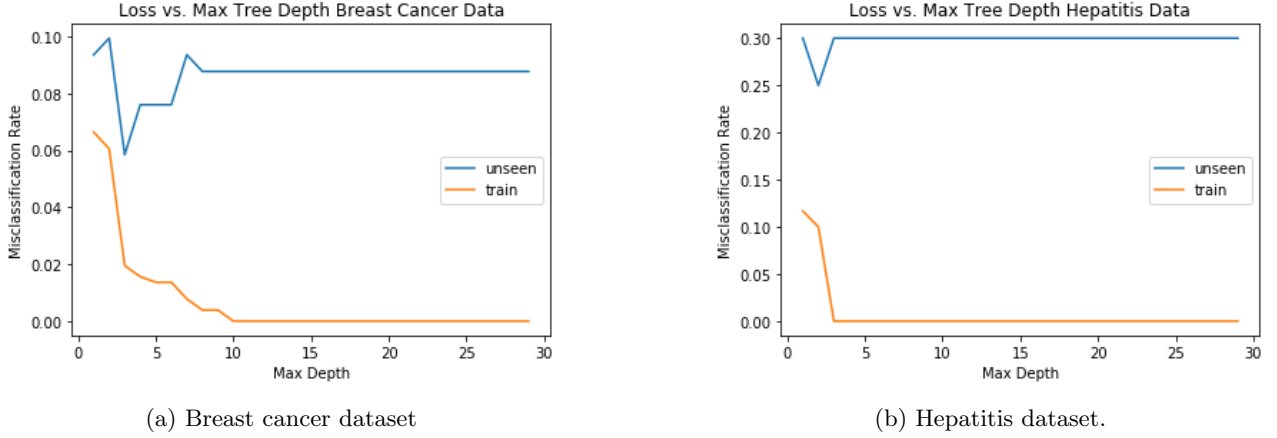 Loss vs. Max Tree Depth Breast Cancer Data
Misclassification Rate
0.10
0.08
0.06
0.04
0.02
0.00
unseen
train
0 5 10 15 20 25 30
Max Depth
(a) Breast cancer dataset
Loss vs. Max Tree Depth Hepatitis Data
Misclassification Rate
0.30
0.25
0.20
0.15
0.10
0.05
0.00
unseen
train
0 5 10 15 20 25 30
Max Depth
(b) Hepatitis dataset.